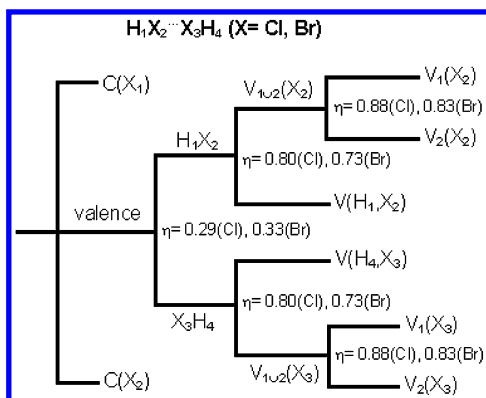 H₁X₂···X₃H₄ (X= Cl, Br)
C(X₁)
V₁(X₂)
V₁∪₂(X₂)
η= 0.88(Cl), 0.83(Br)
V₂(X₂)
H₁X₂
η= 0.80(Cl), 0.73(Br)
V(H₁,X₂)
valence
η= 0.29(Cl), 0.33(Br)
V(H₄,X₃)
η= 0.80(Cl), 0.73(Br)
X₃H₄
V₁(X₃)
η= 0.88(Cl), 0.83(Br)
V₁∪₂(X₃)
V₂(X₃)
C(X₂)